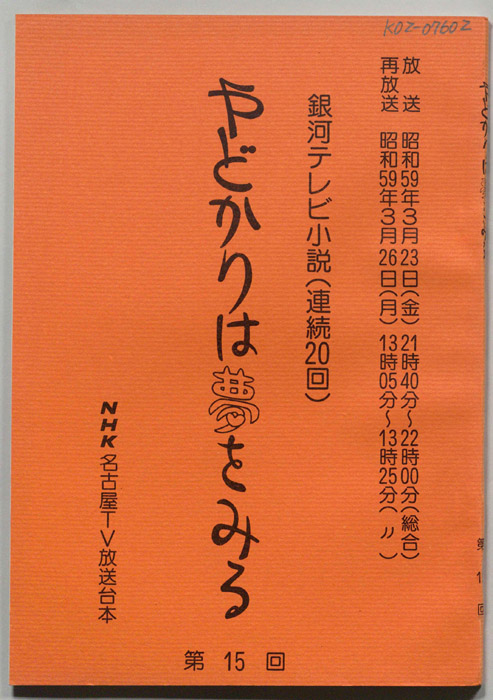 K02-07602
放送 昭和59年3月23日(金)21時40分～22時00分(総合)
再放送 昭和59年3月26日(月)13時05分～13時25分(〃)
銀河テレビ小説(連続20回)
やどかりは夢をみる
NHK名古屋TV放送台本
第15回